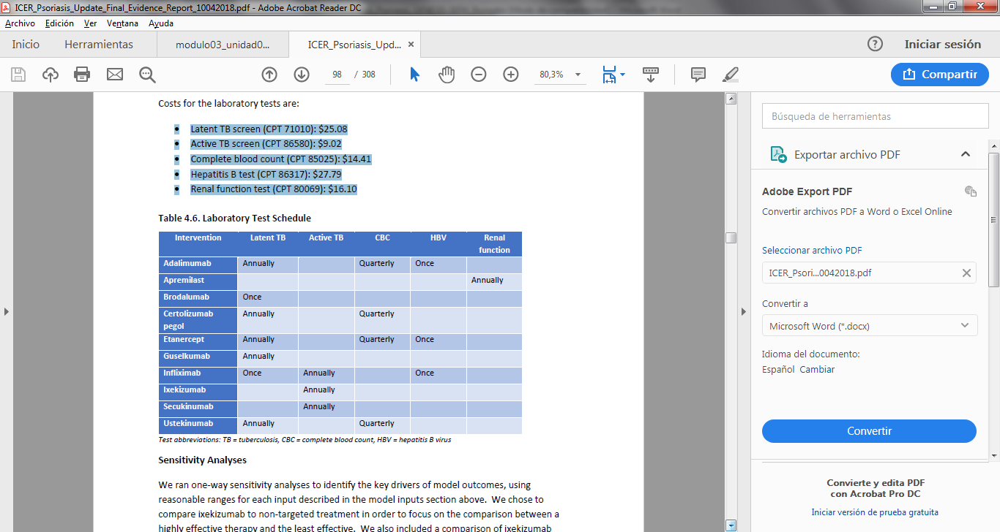 ICER_Psoriasis_Update_Final_Evidence_Report_10042018.pdf - Adobe Acrobat Reader DC
Archivo Edición Ver Ventana Ayuda
Inicio Herramientas modulo03_unidad0... ICER_Psoriasis_Upd... × ? Iniciar sesión
98 / 308 80,3% Compartir
Costs for the laboratory tests are:
• Latent TB screen (CPT 71010): $25.08
• Active TB screen (CPT 86580): $9.02
• Complete blood count (CPT 85025): $14.41
• Hepatitis B test (CPT 86317): $27.79
• Renal function test (CPT 80069): $16.10
Table 4.6. Laboratory Test Schedule
Intervention Latent TB Active TB CBC HBV Renal
function
Adalimumab Annually Quarterly Once
Apremilast Annually
Brodalumab Once
Certolizumab Annually Quarterly
pegol
Etanercept Annually Quarterly Once
Guselkumab Annually
Infliximab Once Annually Once
Ixekizumab Annually
Secukinumab Annually
Ustekinumab Annually Quarterly
Test abbreviations: TB = tuberculosis, CBC = complete blood count, HBV = hepatitis B virus
Sensitivity Analyses
We ran one-way sensitivity analyses to identify the key drivers of model outcomes, using
reasonable ranges for each input described in the model inputs section above. We chose to
compare ixekizumab to non-targeted treatment in order to focus on the comparison between a
highly effective therapy and the least effective. We also included a comparison of ixekizumab
Búsqueda de herramientas
Exportar archivo PDF
Adobe Export PDF
Convertir archivos PDF a Word o Excel Online
Seleccionar archivo PDF
ICER_Psori...0042018.pdf
Convertir a
Microsoft Word (*.docx)
Idioma del documento:
Español Cambiar
Convertir
Convierte y edita PDF
con Acrobat Pro DC
Iniciar versión de prueba gratuita